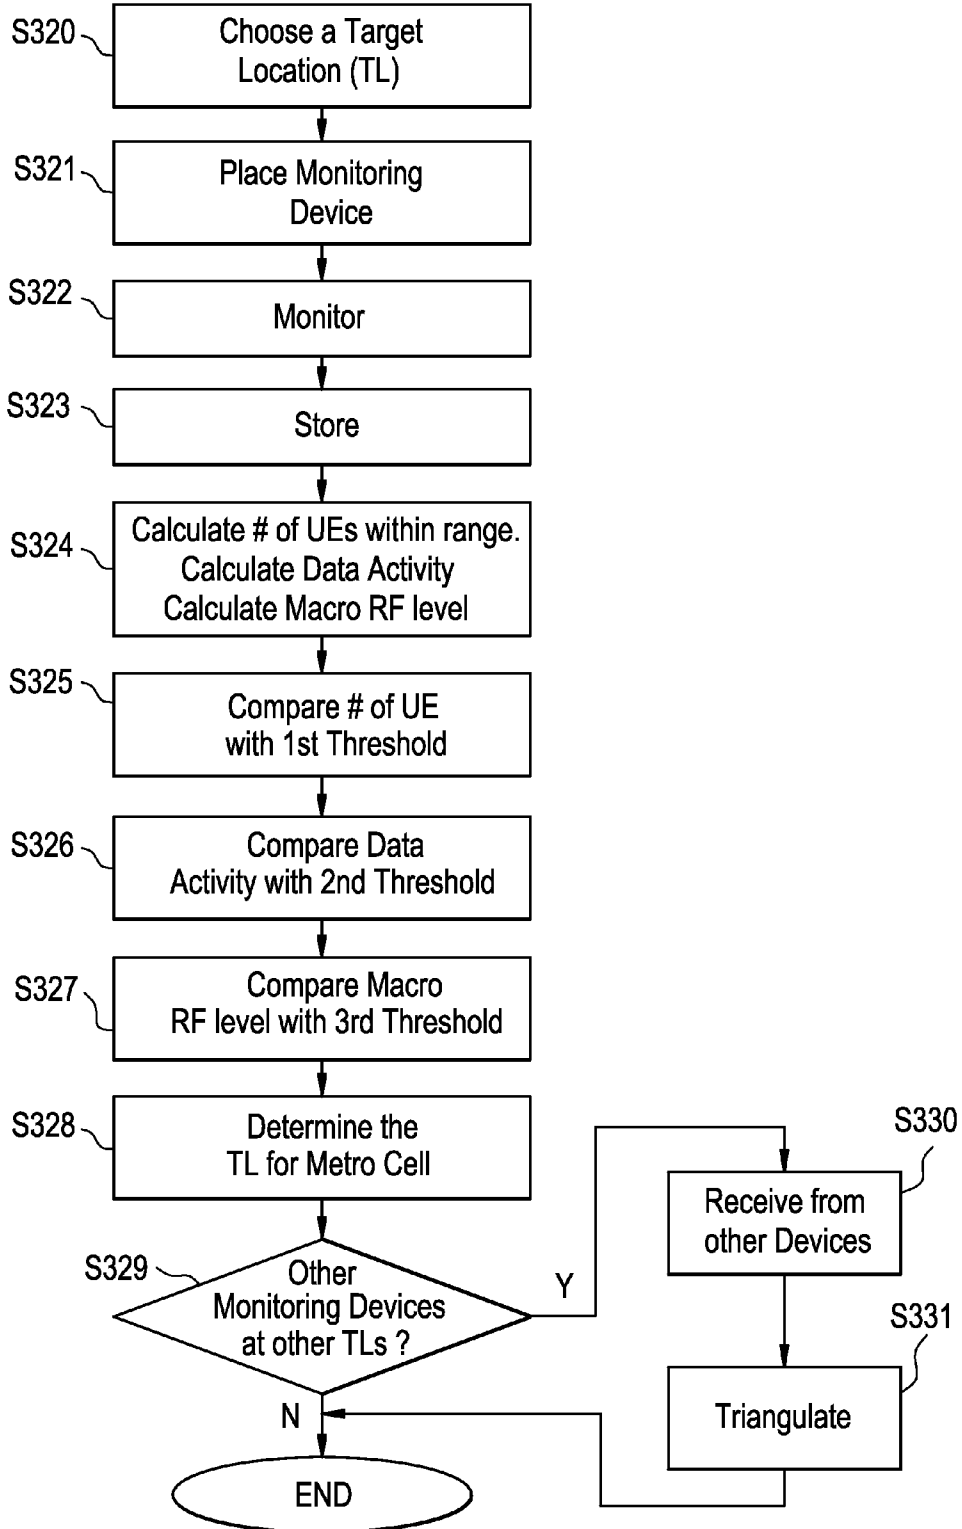 S320
Choose a Target
Location (TL)
S321
Place Monitoring
Device
S322
Monitor
S323
Store
S324
Calculate # of UEs within range.
Calculate Data Activity
Calculate Macro RF level
S325
Compare # of UE
with 1st Threshold
S326
Compare Data
Activity with 2nd Threshold
S327
Compare Macro
RF level with 3rd Threshold
S328
Determine the
TL for Metro Cell
S329
Other
Monitoring Devices
at other TLs ?
Y
S330
Receive from
other Devices
S331
Triangulate
N
END